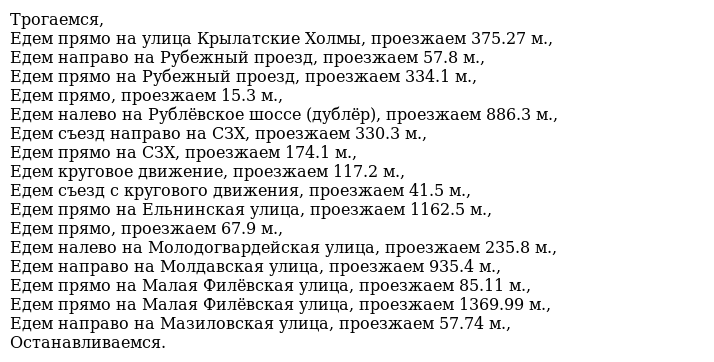 Трогаемся,
Едем прямо на улица Крылатские Холмы, проезжаем 375.27 м.,
Едем направо на Рубежный проезд, проезжаем 57.8 м.,
Едем прямо на Рубежный проезд, проезжаем 334.1 м.,
Едем прямо, проезжаем 15.3 м.,
Едем налево на Рублёвское шоссе (дублёр), проезжаем 886.3 м.,
Едем съезд направо на СЗХ, проезжаем 330.3 м.,
Едем прямо на СЗХ, проезжаем 174.1 м.,
Едем круговое движение, проезжаем 117.2 м.,
Едем съезд с кругового движения, проезжаем 41.5 м.,
Едем прямо на Ельнинская улица, проезжаем 1162.5 м.,
Едем прямо, проезжаем 67.9 м.,
Едем налево на Молодогвардейская улица, проезжаем 235.8 м.,
Едем направо на Молдавская улица, проезжаем 935.4 м.,
Едем прямо на Малая Филёвская улица, проезжаем 85.11 м.,
Едем прямо на Малая Филёвская улица, проезжаем 1369.99 м.,
Едем направо на Мазиловская улица, проезжаем 57.74 м.,
Останавливаемся.